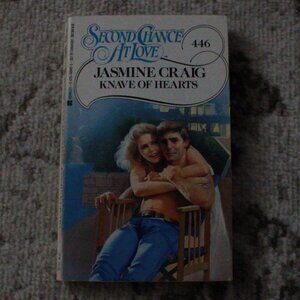 SECOND CHANCE
AT LOVE
446
JASMINE CRAIG
KNAVE OF HEARTS